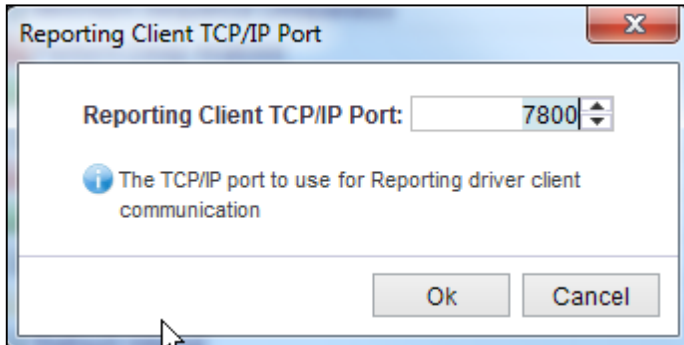 Reporting Client TCP/IP Port
Reporting Client TCP/IP Port: 7800
The TCP/IP port to use for Reporting driver client
communication
Ok Cancel